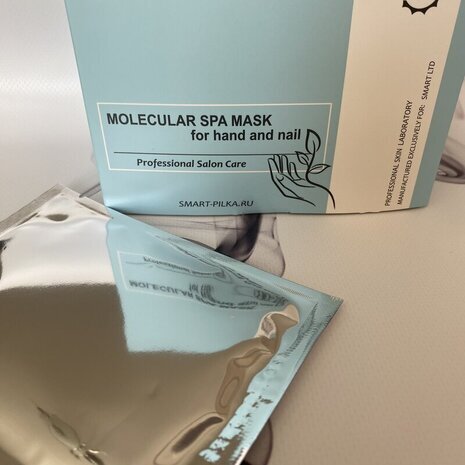 MOLECULAR SPA MASK
for hand and nail
Professional Salon Care
SMART-PILKA.RU
PROFESSIONAL SKIN LABORATORY
MANUFACTURED EXCLUSIVELY FOR: SMART LTD